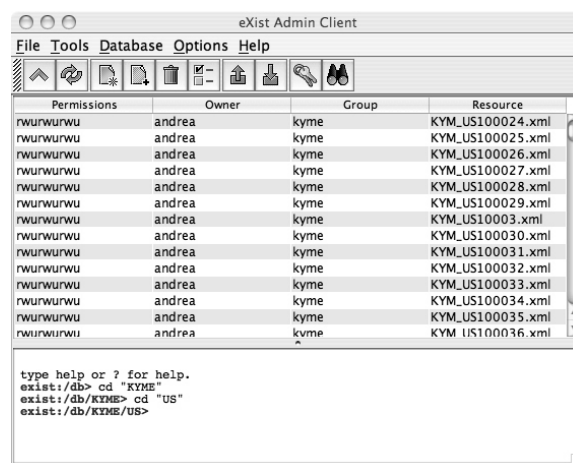 eXist Admin Client
File Tools Database Options Help
Permissions Owner Group Resource
rwurwurwu andrea kyme KYM_US100024.xml
rwurwurwu andrea kyme KYM_US100025.xml
rwurwurwu andrea kyme KYM_US100026.xml
rwurwurwu andrea kyme KYM_US100027.xml
rwurwurwu andrea kyme KYM_US100028.xml
rwurwurwu andrea kyme KYM_US100029.xml
rwurwurwu andrea kyme KYM_US10003.xml
rwurwurwu andrea kyme KYM_US100030.xml
rwurwurwu andrea kyme KYM_US100031.xml
rwurwurwu andrea kyme KYM_US100032.xml
rwurwurwu andrea kyme KYM_US100033.xml
rwurwurwu andrea kyme KYM_US100034.xml
rwurwurwu andrea kyme KYM_US100035.xml
rwurwurwu andrea kyme KYM_US100036.xml
type help or ? for help.
exist:/db> cd "KYME"
exist:/db/KYME> cd "US"
exist:/db/KYME/US>